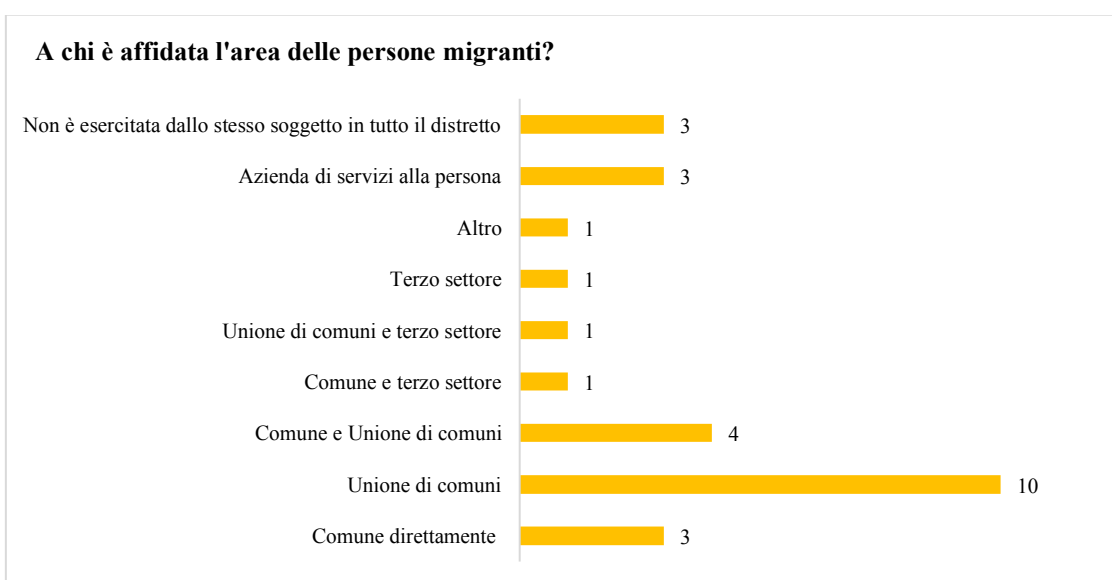 A chi è affidata l'area delle persone migranti?
Non è esercitata dallo stesso soggetto in tutto il distretto 3
Azienda di servizi alla persona 3
Altro 1
Terzo settore 1
Unione di comuni e terzo settore 1
Comune e terzo settore 1
Comune e Unione di comuni 4
Unione di comuni 10
Comune direttamente 3